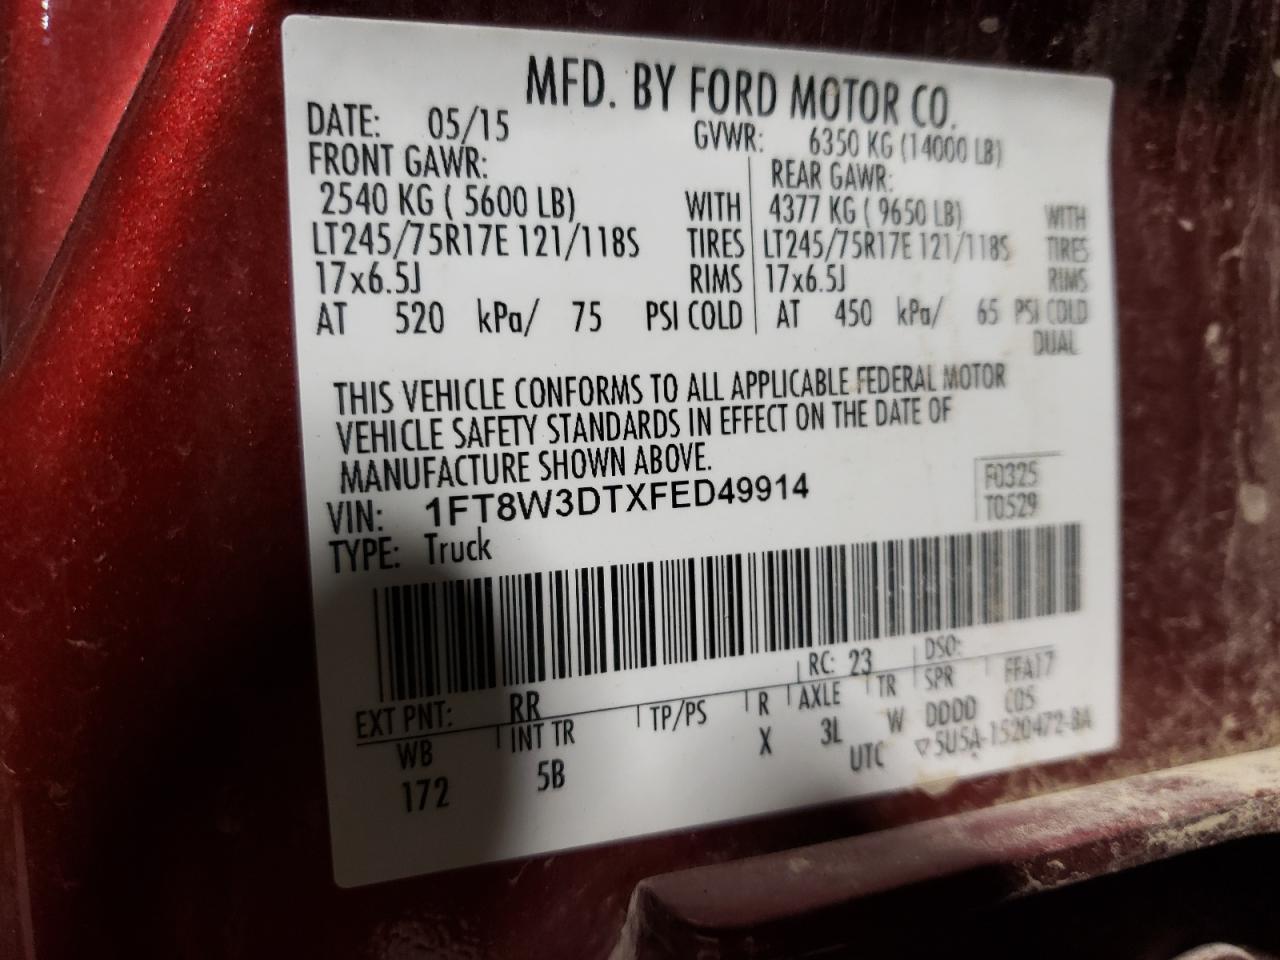 MFD. BY FORD MOTOR CO.
DATE: 05/15 GVWR: 6350 KG (14000 LB)
FRONT GAWR: REAR GAWR:
2540 KG ( 5600 LB) WITH 4377 KG ( 9650 LB) WITH
LT245/75R17E 121/118S TIRES LT245/75R17E 121/118S TIRES
17x6.5J RIMS 17x6.5J RIMS
AT 520 kPa/ 75 PSI COLD AT 450 kPa/ 65 PSI COLD
DUAL
THIS VEHICLE CONFORMS TO ALL APPLICABLE FEDERAL MOTOR
VEHICLE SAFETY STANDARDS IN EFFECT ON THE DATE OF
MANUFACTURE SHOWN ABOVE.
VIN: 1FT8W3DTXFED49914 F0325
TYPE: Truck T0529
EXT PNT: RR RC: 23 DSO:
WB INT TR TP/PS R AXLE TR SPR FFA17
172 5B X 3L W DDDD C05
UTC ▽5U5A-1520472-BA